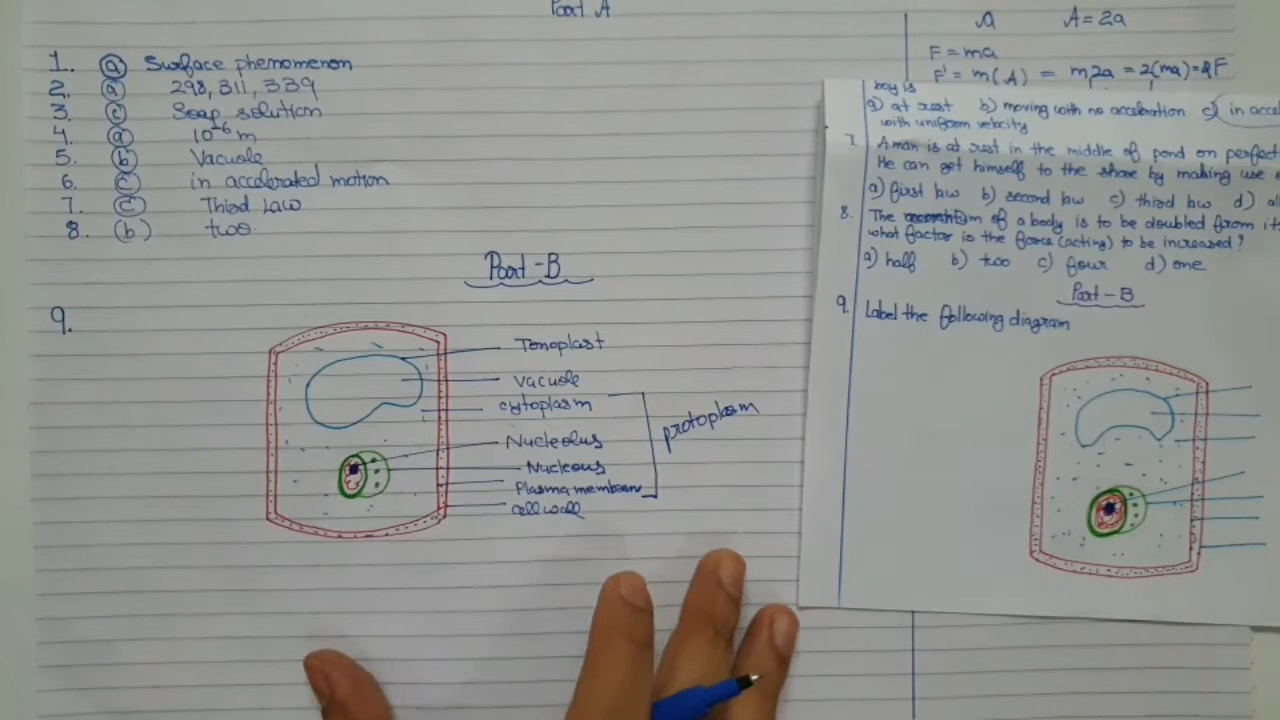 Part A
1. (a) Surface phenomenon
2. (a) 298, 311, 339
3. (c) Soap solution
4. (a) 10⁻⁶ m
5. (b) Vacuole
6. (c) in accelerated motion
7. (c) Third Law
8. (b) two.
Part-B
9.
Tonoplast
Vacuole
cytoplasm
Nucleolus
Nucleous
Plasma membrane
cell wall
protoplasm
a A = 2a
F = ma
F' = m(A) = m2a = 2(ma) = 2F
boy is
a) at rest b) moving with no acceleration c) in accel
with uniform velocity
7. A man is at rest in the middle of pond on perfect
He can get himself to the shore by making use
a) first law b) second law c) third law d) al
8. The of a body is to be doubled from it
what factor is the force (acting) to be increased?
a) half b) two c) four d) one
Part-B
9. Label the following diagram